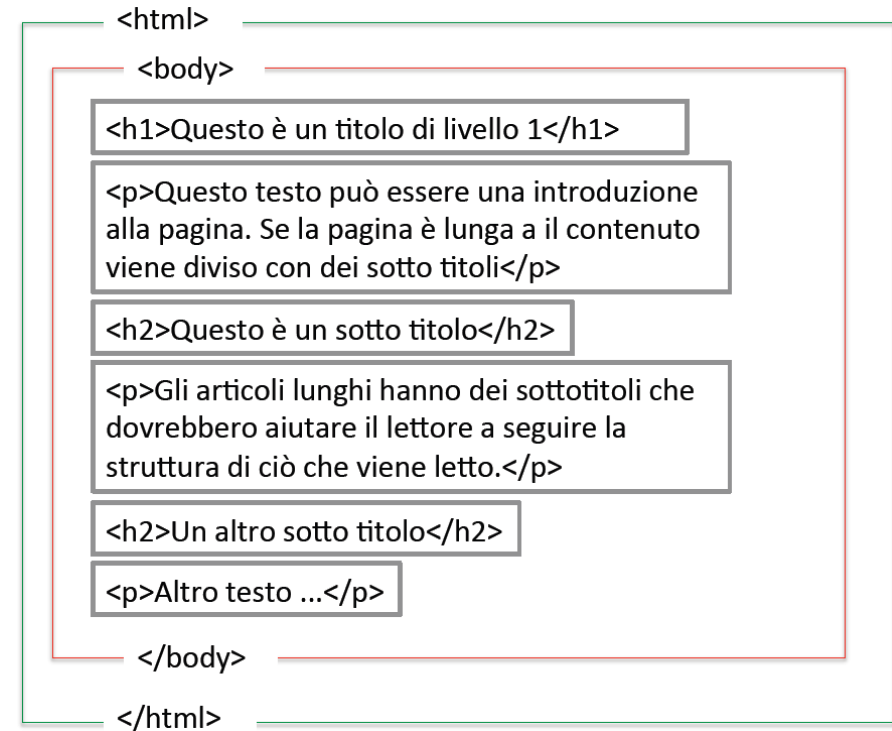 <html>
<body>
<h1>Questo è un titolo di livello 1</h1>
<p>Questo testo può essere una introduzione
alla pagina. Se la pagina è lunga a il contenuto
viene diviso con dei sotto titoli</p>
<h2>Questo è un sotto titolo</h2>
<p>Gli articoli lunghi hanno dei sottotitoli che
dovrebbero aiutare il lettore a seguire la
struttura di ciò che viene letto.</p>
<h2>Un altro sotto titolo</h2>
<p>Altro testo ...</p>
</body>
</html>